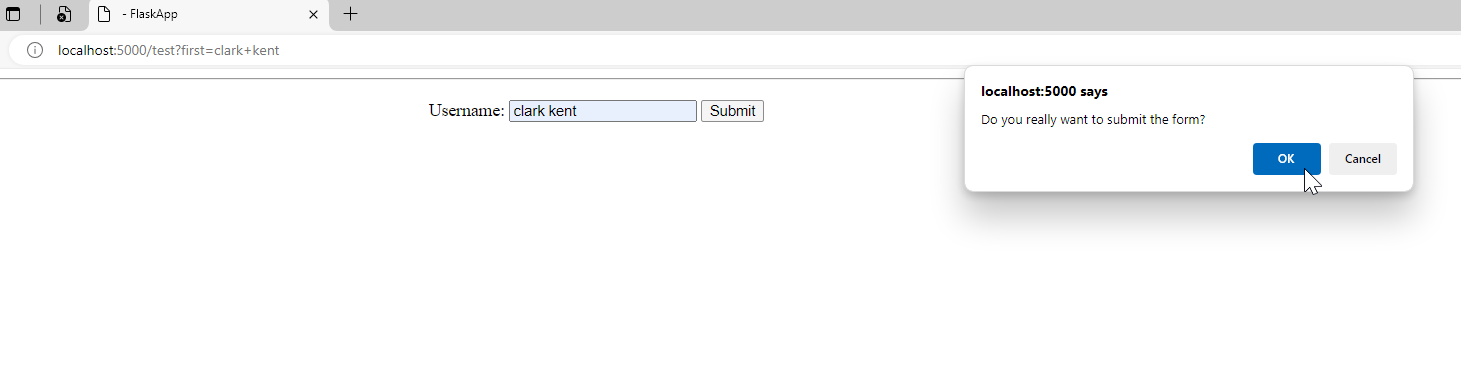 - FlaskApp
localhost:5000/test?first=clark+kent
localhost:5000 says
Username: clark kent Submit
Do you really want to submit the form?
OK Cancel